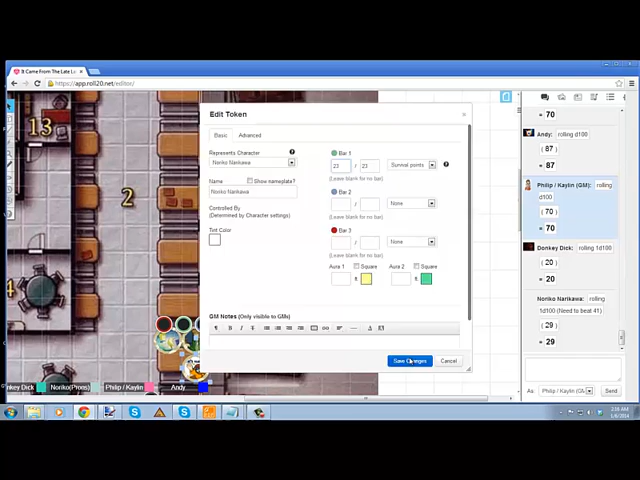 It Came From The Late L
https://app.roll20.net/editor/
13
2
4
Edit Token
Basic
Advanced
Represents Character
Noriko Narikawa
Name
Show nameplate?
Noriko Narikawa
Controlled By
(Determined by Character settings)
Tint Color
Bar 1
23 / 23
Survival points
(Leave blank for no bar)
Bar 2
/
None
(Leave blank for no bar)
Bar 3
/
None
(Leave blank for no bar)
Aura 1
Square
Aura 2
Square
ft.
ft.
GM Notes (Only visible to GMs)
Save Changes
Cancel
= 70
Andy: rolling d100
( 87 )
= 87
Philip / Kaylin (GM): rolling
d100
( 70 )
= 70
Donkey Dick: rolling 1d100
( 20 )
= 20
Noriko Narikawa: rolling
1d100 (Need to beat 41)
( 29 )
= 29
As: Philip / Kaylin (GM)
Send
onkey Dick
Philip / Kaylin
Andy
1/6/2014